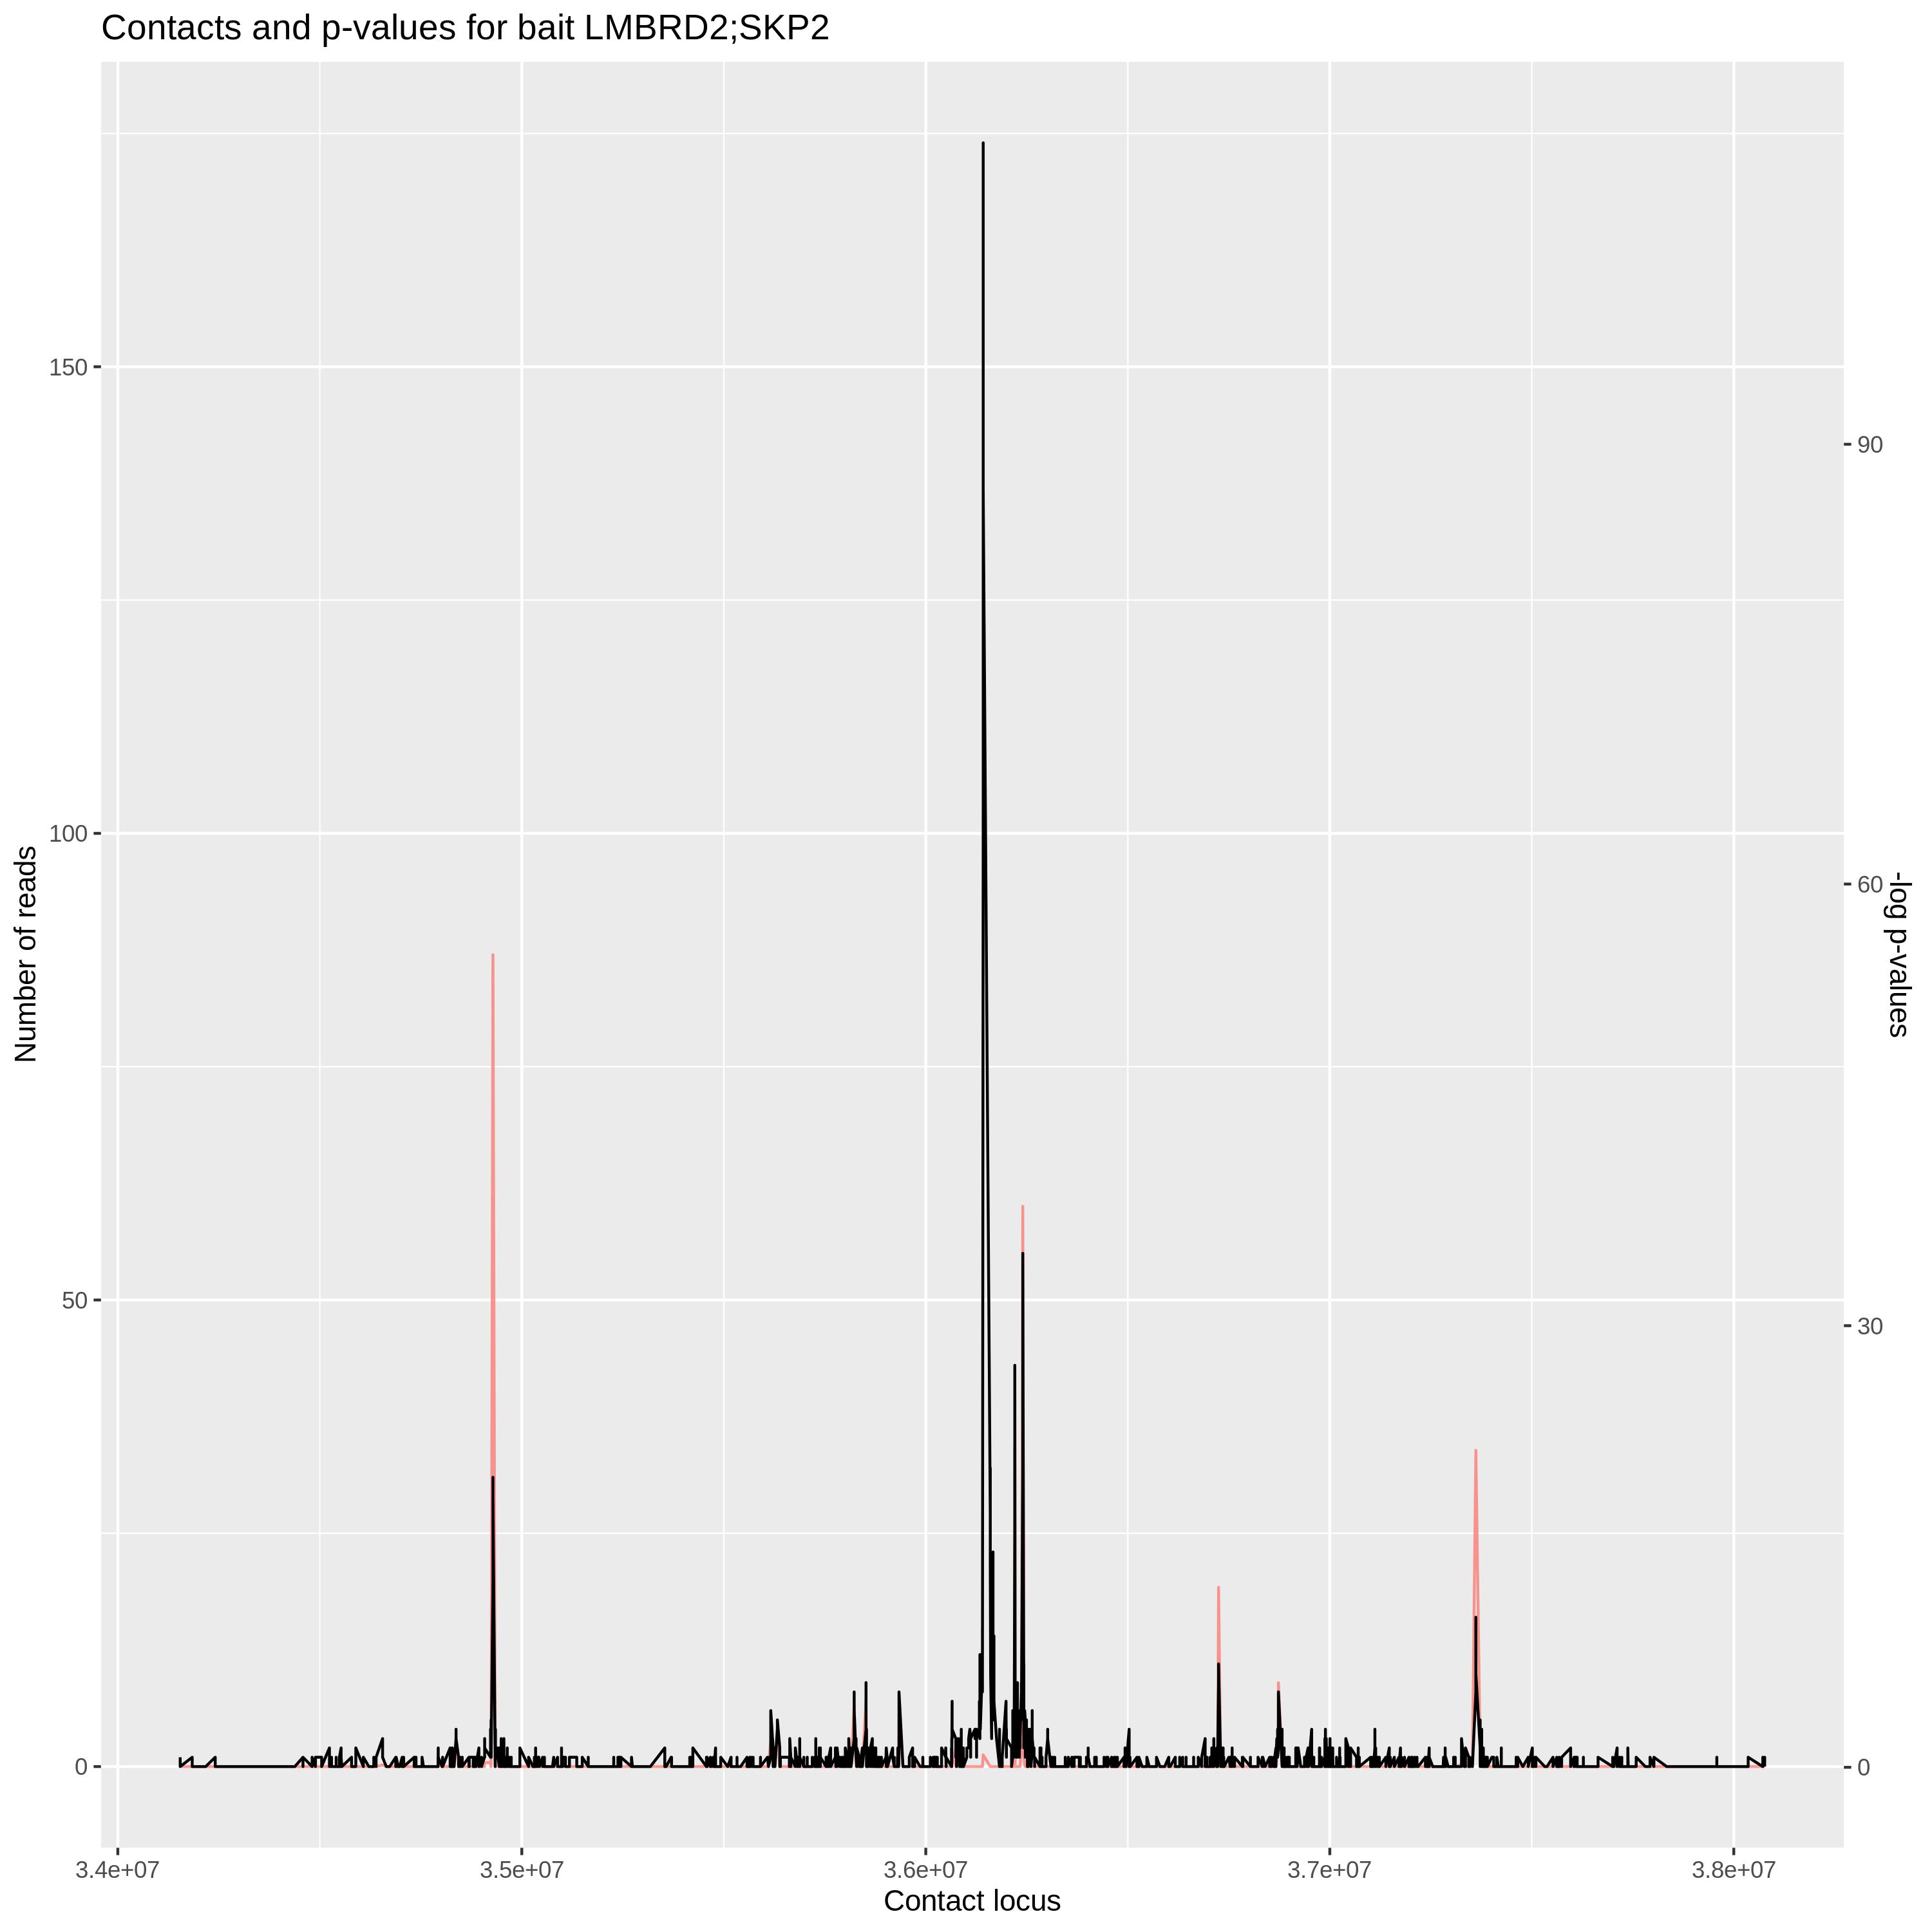 Contacts and p-values for bait LMBRD2;SKP2
150
100
50
0
Number of reads
90
60
30
0
-log p-values
3.4e+07
3.5e+07
3.6e+07
3.7e+07
3.8e+07
Contact locus